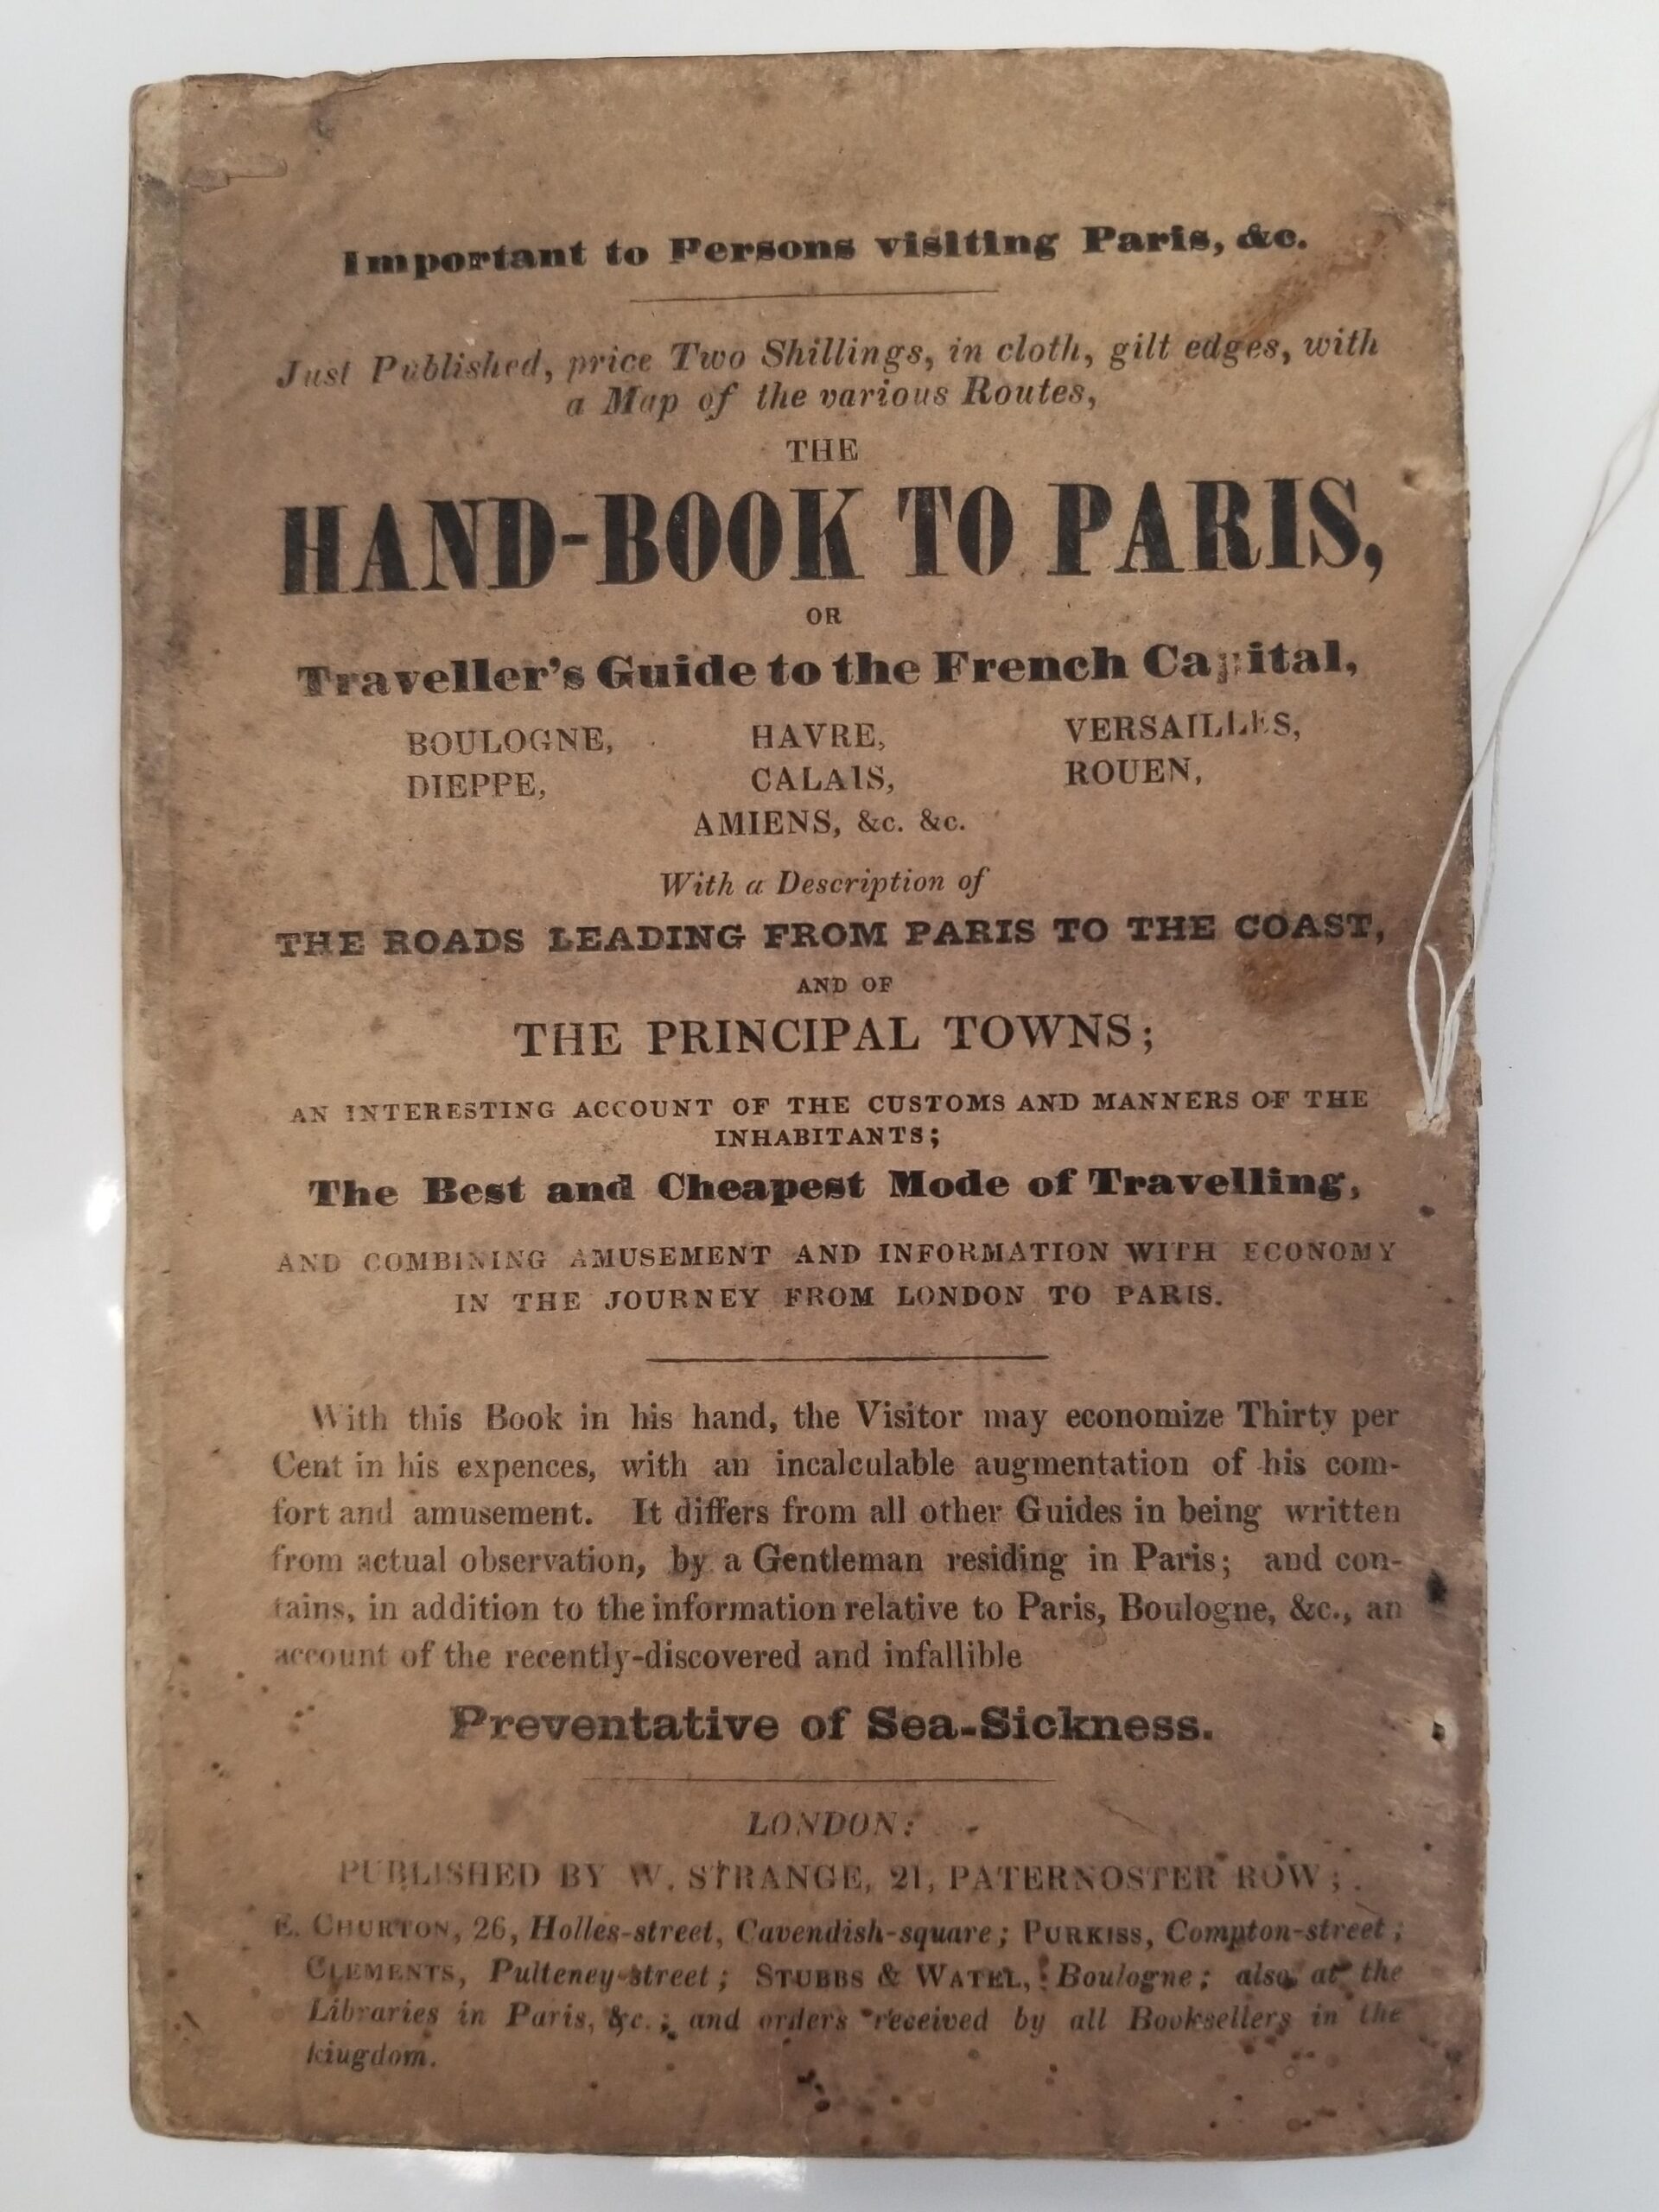 Important to Persons visiting Paris, &c.
Just Published, price Two Shillings, in cloth, gilt edges, with
a Map of the various Routes,
THE
HAND-BOOK TO PARIS,
OR
Traveller's Guide to the French Capital,
BOULOGNE, HAVRE, VERSAILLES,
DIEPPE, CALAIS, ROUEN,
AMIENS, &c. &c.
With a Description of
THE ROADS LEADING FROM PARIS TO THE COAST,
AND OF
THE PRINCIPAL TOWNS;
AN INTERESTING ACCOUNT OF THE CUSTOMS AND MANNERS OF THE
INHABITANTS;
The Best and Cheapest Mode of Travelling,
AND COMBINING AMUSEMENT AND INFORMATION WITH ECONOMY
IN THE JOURNEY FROM LONDON TO PARIS.
With this Book in his hand, the Visitor may economize Thirty per
Cent in his expences, with an incalculable augmentation of his com-
fort and amusement. It differs from all other Guides in being written
from actual observation, by a Gentleman residing in Paris; and con-
tains, in addition to the information relative to Paris, Boulogne, &c., an
account of the recently-discovered and infallible
Preventative of Sea-Sickness.
LONDON:
PUBLISHED BY W. STRANGE, 21, PATERNOSTER ROW;
E. CHURTON, 26, Holles-street, Cavendish-square; PURKISS, Compton-street;
CLEMENTS, Pulteney-street; STUBBS & WATEL, Boulogne; also at the
Libraries in Paris, &c.; and orders received by all Booksellers in the
kiugdom.